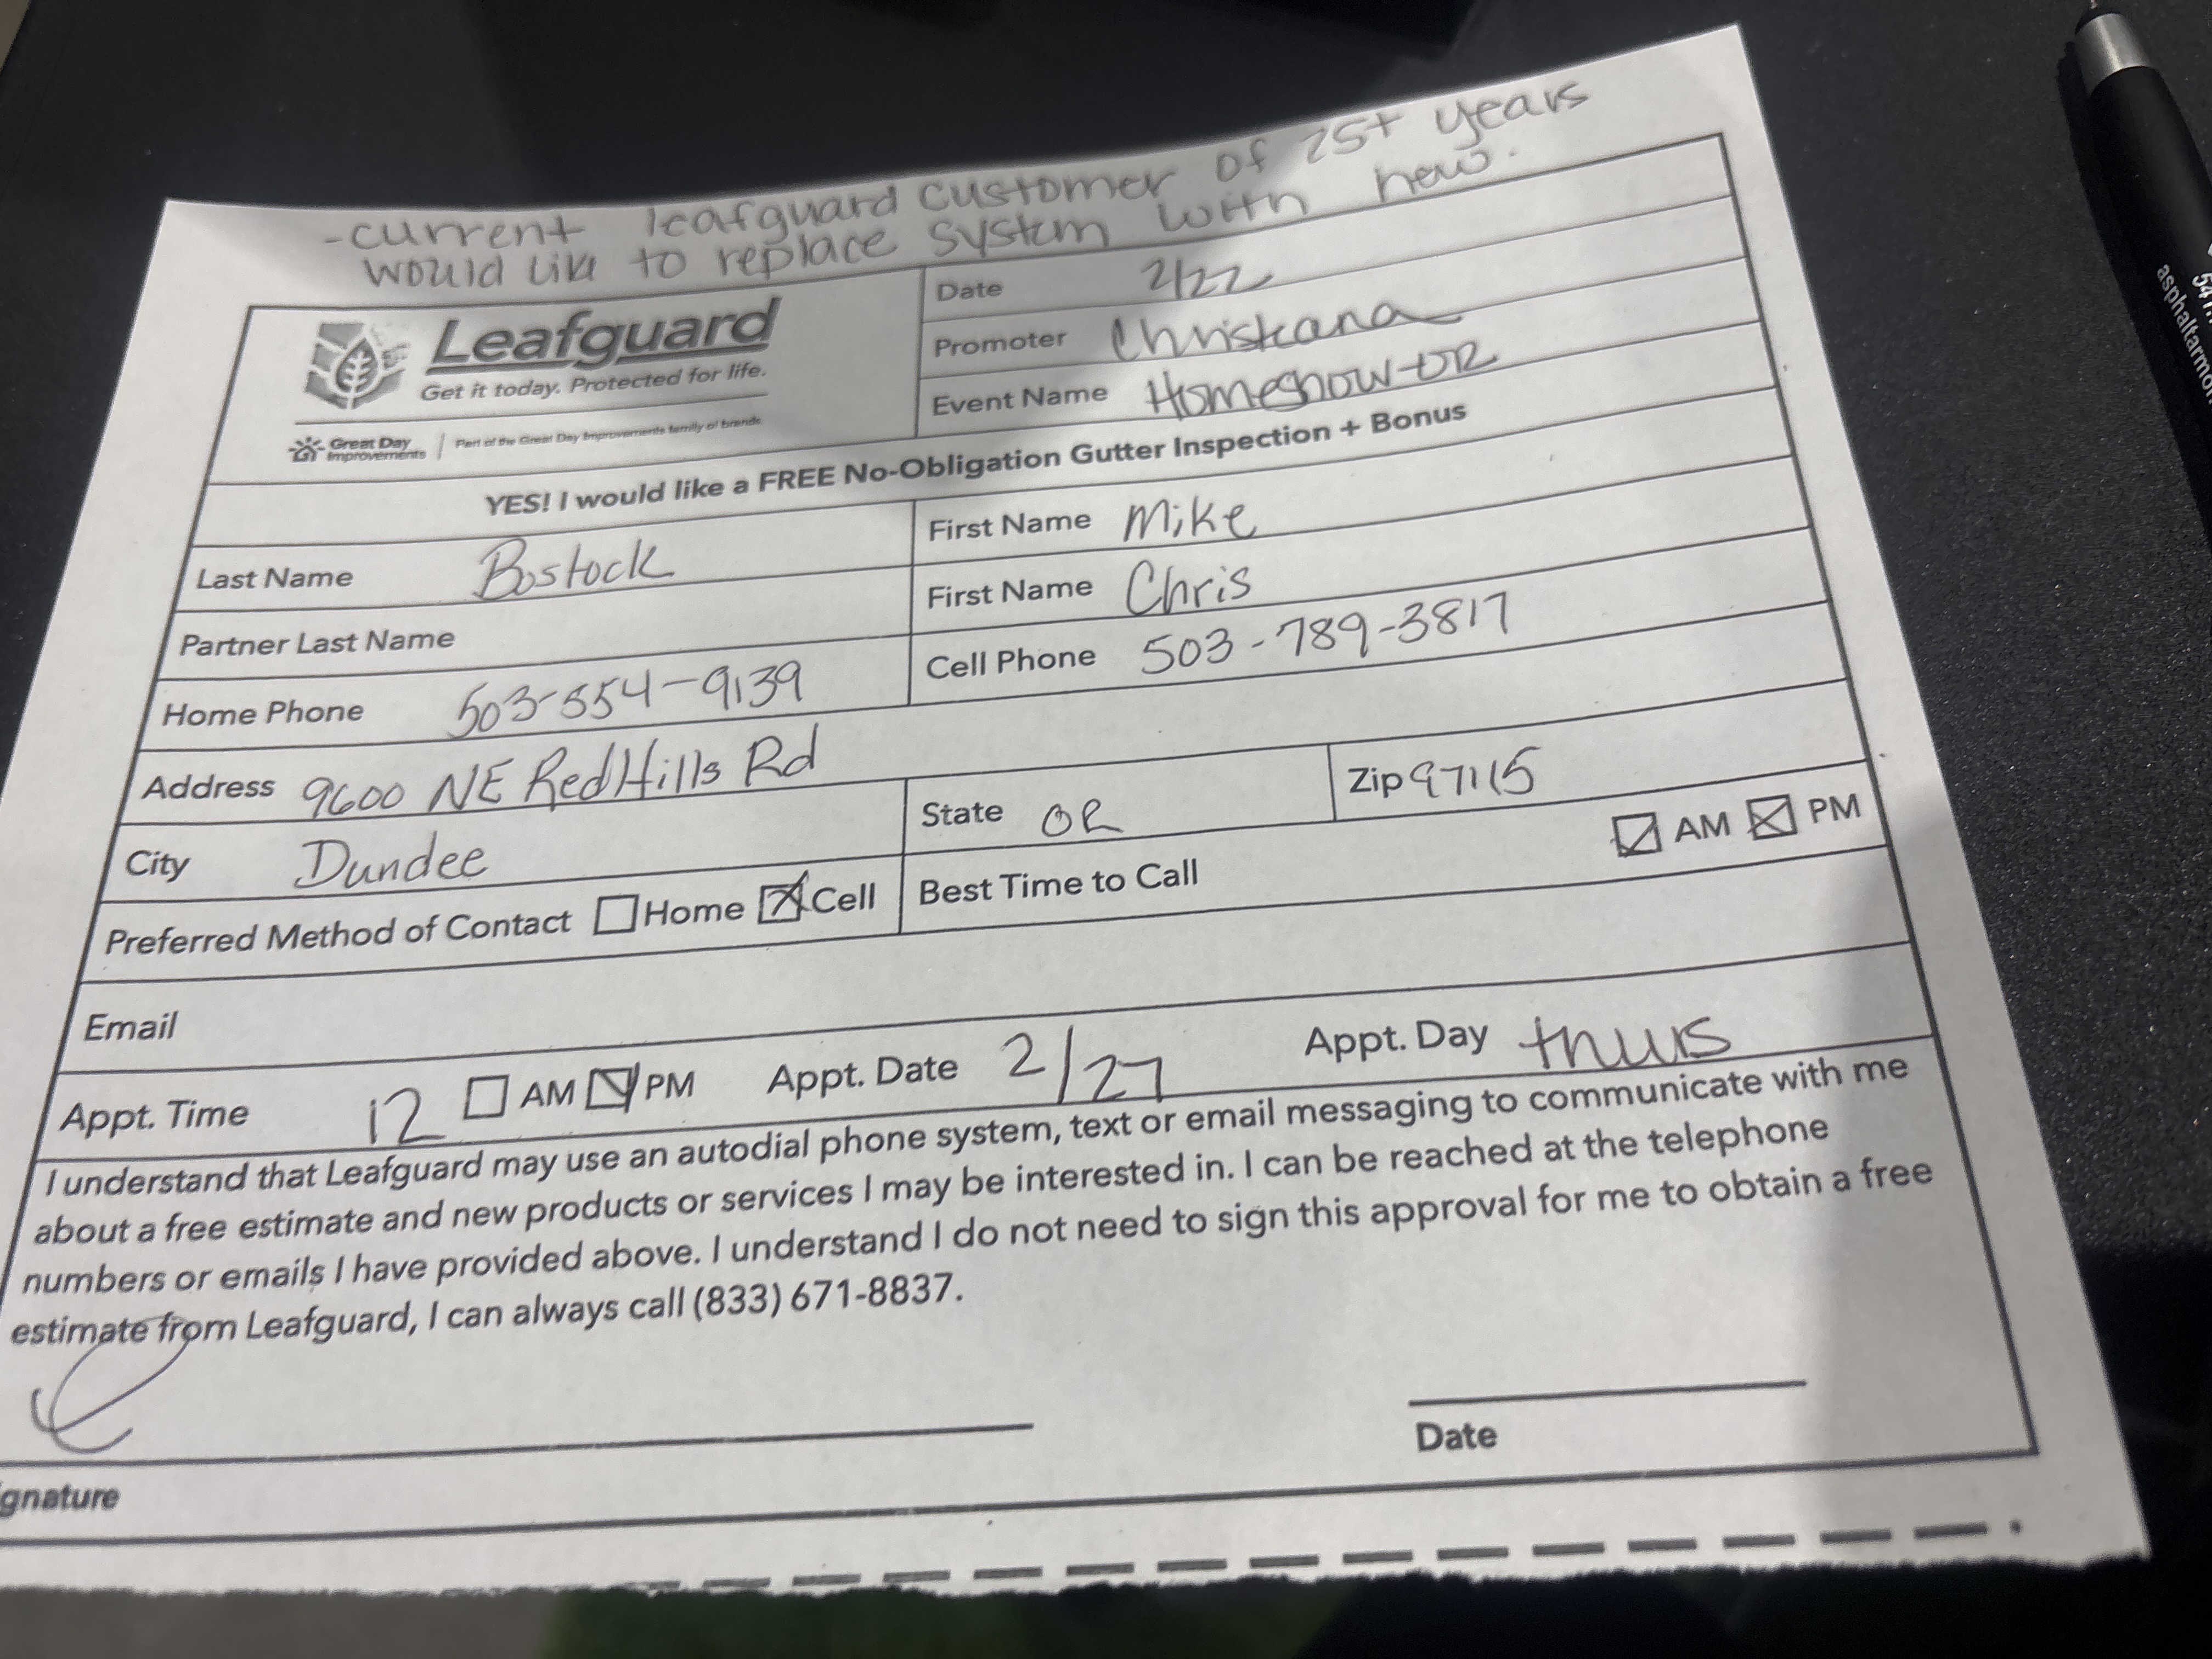 -current leafguard customer of 25+ years
would lik to replace system with new.
Leafguard
Get it today. Protected for life.
Great Day Improvements | Part of the Great Day Improvements family of brands
Date 2/22
Promoter Christiana
Event Name Homeshow-OR
YES! I would like a FREE No-Obligation Gutter Inspection + Bonus
Last Name Bostock First Name Mike
Partner Last Name First Name Chris
Home Phone 503-554-9139 Cell Phone 503-789-3817
Address 9600 NE RedHills Rd
City Dundee State OR Zip 97115
Preferred Method of Contact Home Cell Best Time to Call AM PM
Email
Appt. Time 12 AM PM Appt. Date 2/27 Appt. Day thurs
I understand that Leafguard may use an autodial phone system, text or email messaging to communicate with me
about a free estimate and new products or services I may be interested in. I can be reached at the telephone
numbers or emails I have provided above. I understand I do not need to sign this approval for me to obtain a free
estimate from Leafguard, I can always call (833) 671-8837.
gnature Date